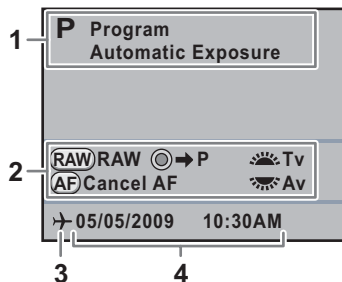 1
P Program
Automatic Exposure
2
RAW RAW → P Tv
AF Cancel AF Av
05/05/2009 10:30AM
3 4